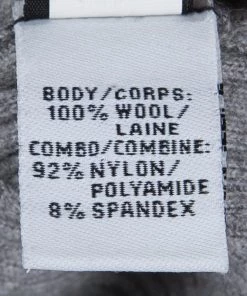 BODY/CORPS:
100% WOOL/
LAINE
COMBO/COMBINE:
92% NYLON/
POLYAMIDE
8% SPANDEX